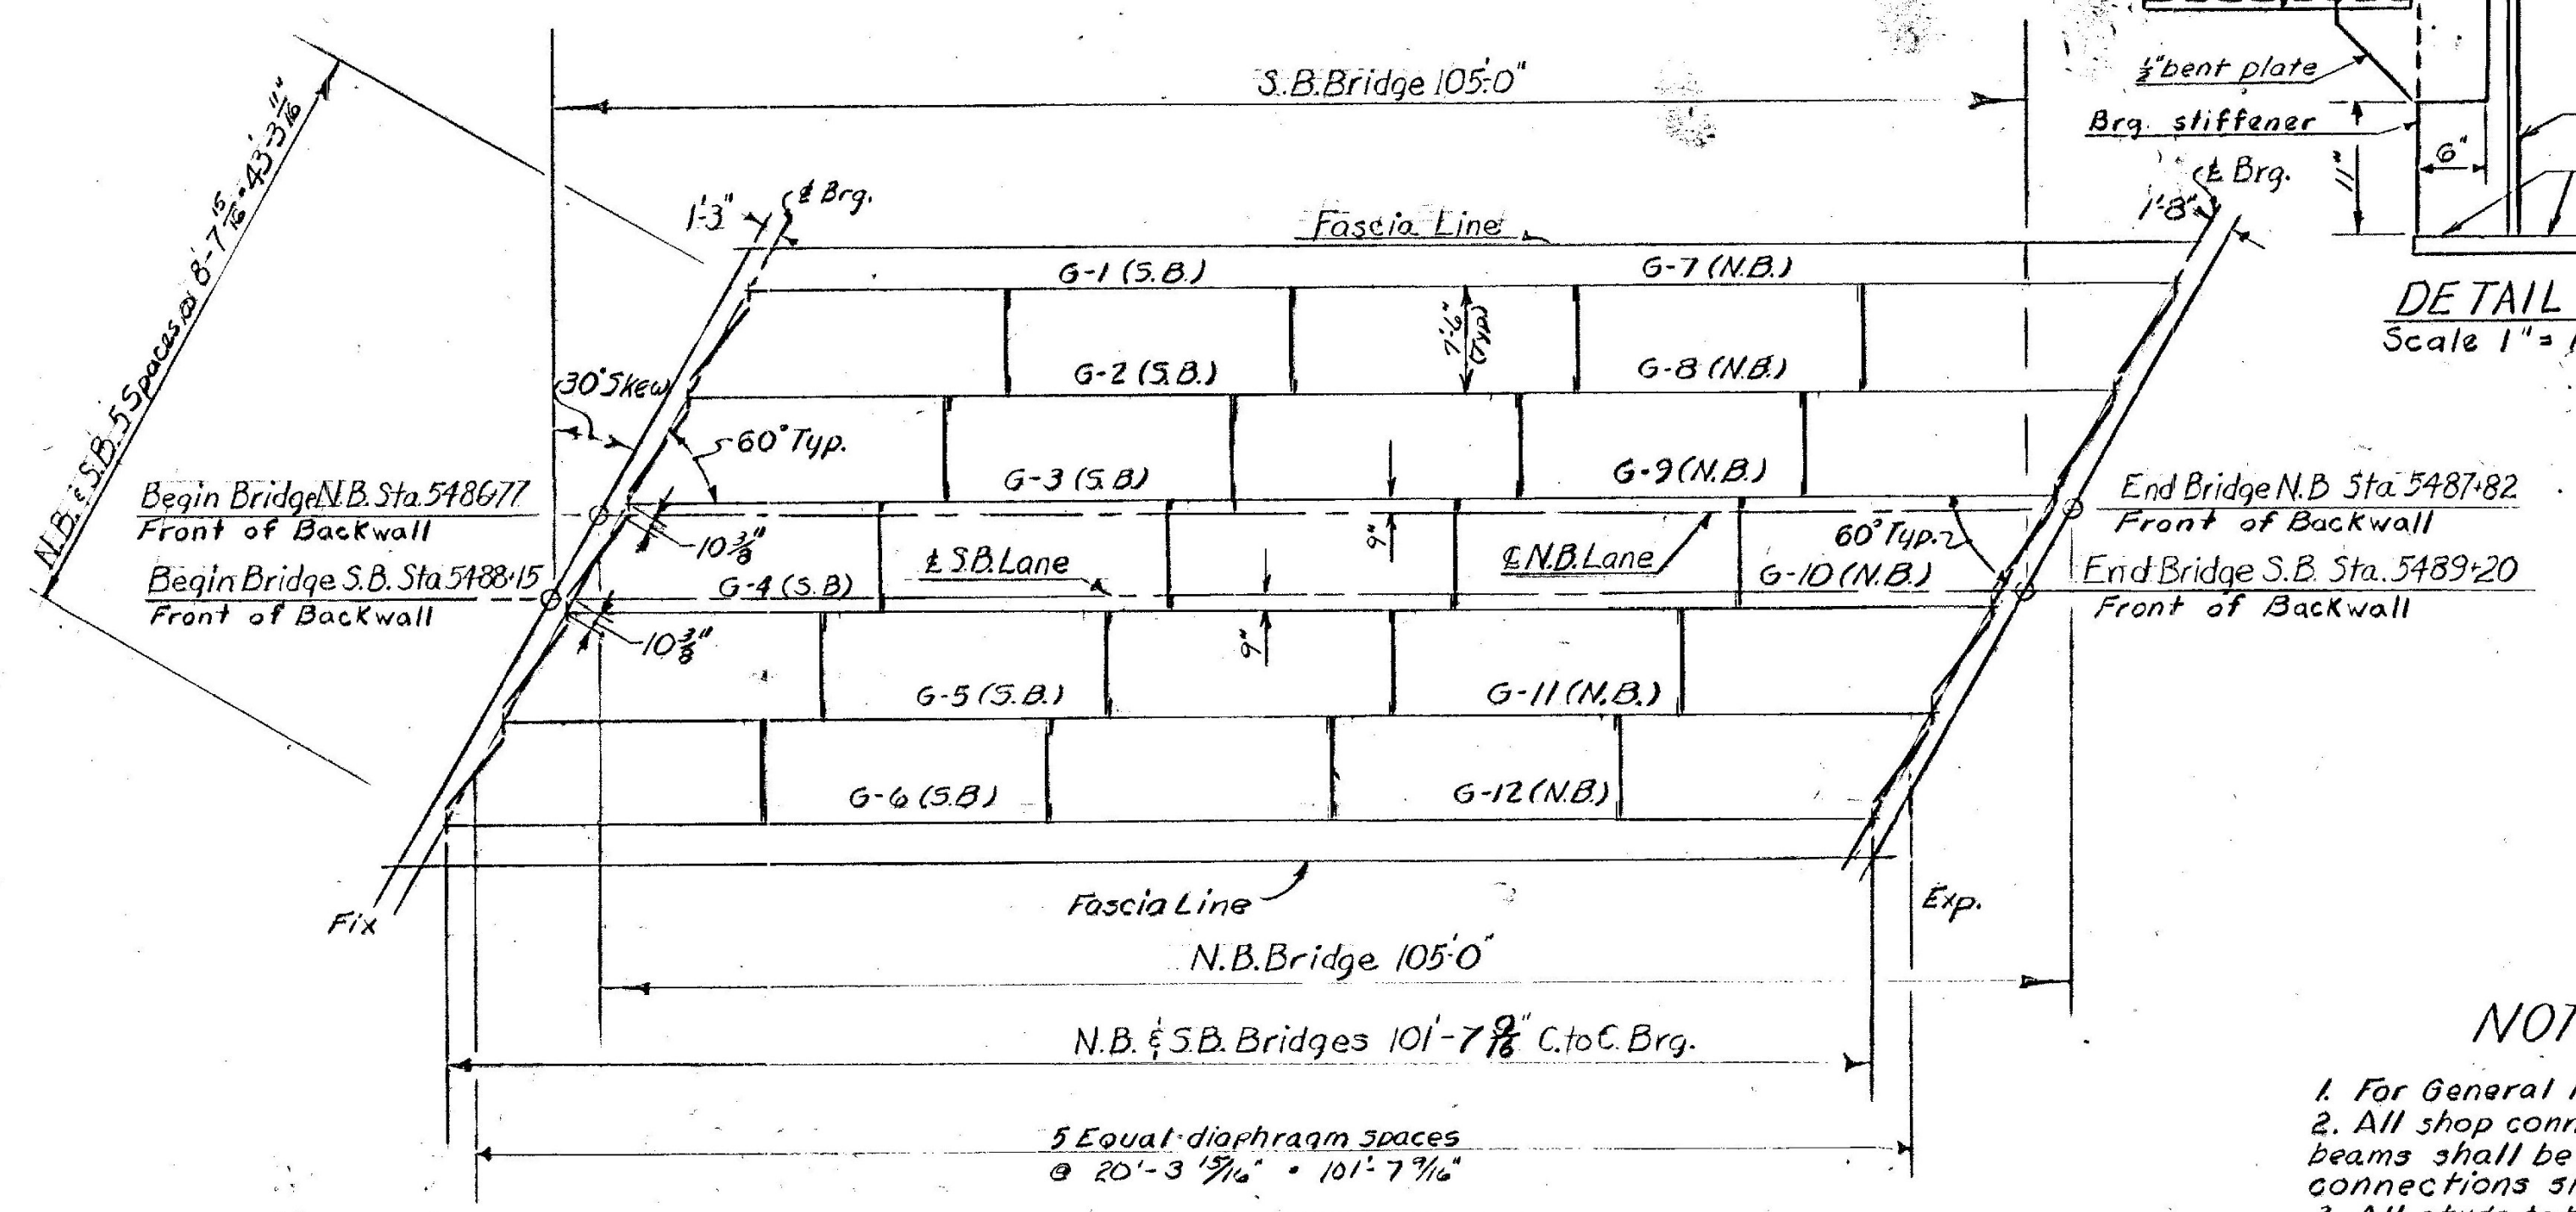 S.B. Bridge 105'-0"
½" bent plate
Brg. stiffener
6"
11"
DETAIL
Scale 1" =
N.B. & S.B. 5 Spaces @ 8'-7 15/16" = 43'-3 11/16"
1'-3"
℄ Brg.
1'-8"
℄ Brg.
Fascia Line
G-1 (S.B.)
G-7 (N.B.)
7'-6"
(Typ)
G-2 (S.B.)
G-8 (N.B.)
30° Skew
60° Typ.
G-3 (S.B)
G-9 (N.B.)
Begin Bridge N.B. Sta. 5486+77
Front of Backwall
End Bridge N.B Sta 5487+82
Front of Backwall
10 3/8"
9"
60° Typ.
℄ S.B. Lane
℄ N.B. Lane
Begin Bridge S.B. Sta 5488+15
Front of Backwall
G-4 (S.B)
G-10 (N.B.)
End Bridge S.B. Sta. 5489+20
Front of Backwall
10 3/8"
9"
G-5 (S.B.)
G-11 (N.B.)
G-6 (S.B)
G-12 (N.B.)
Fix
Fascia Line
Exp.
N.B. Bridge 105'-0"
N.B. & S.B. Bridges 101'-7 9/16" C. to C. Brg.
5 Equal diaphragm spaces
@ 20'-3 15/16" = 101'-7 9/16"
1. For General
2. All shop
beams shall be
connections